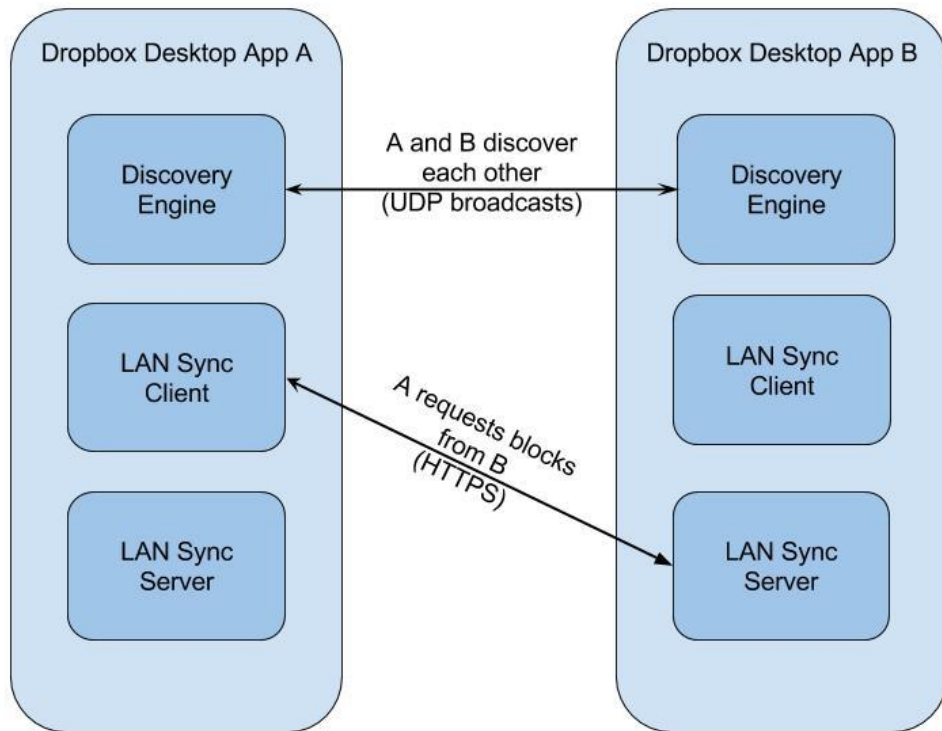 Dropbox Desktop App A
Dropbox Desktop App B
Discovery
Engine
A and B discover
each other
(UDP broadcasts)
Discovery
Engine
LAN Sync
Client
A requests blocks
from B
(HTTPS)
LAN Sync
Client
LAN Sync
Server
LAN Sync
Server